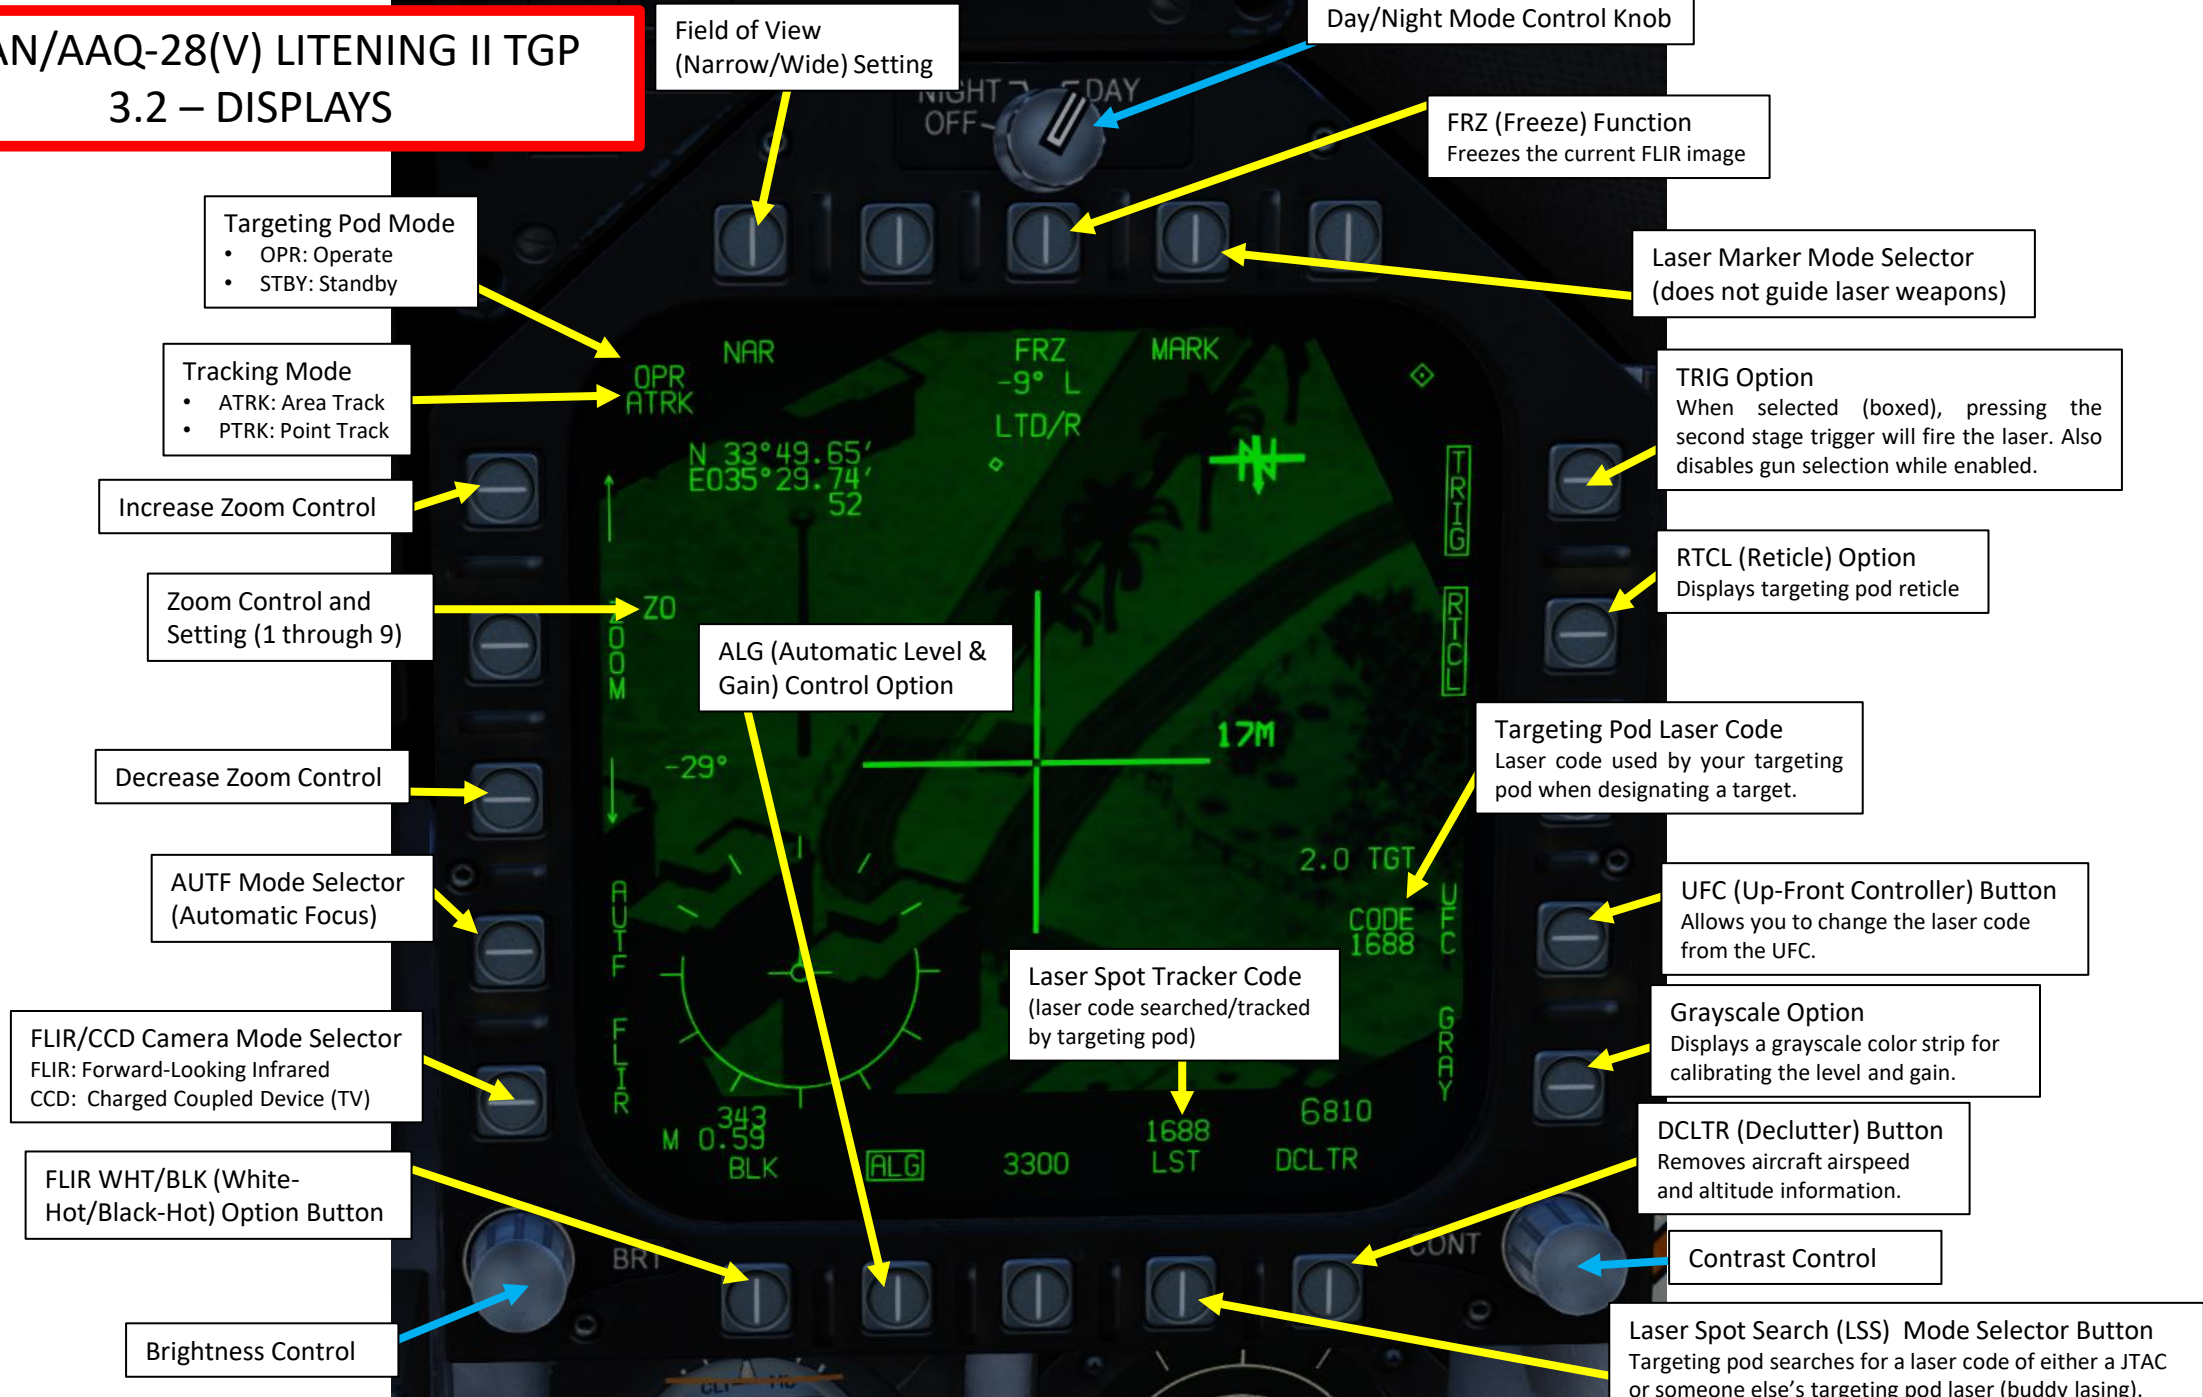 AN/AAQ-28(V) LITENING II TGP
3.2 – DISPLAYS
Field of View
(Narrow/Wide) Setting
Day/Night Mode Control Knob
NIGHT
DAY
OFF
FRZ (Freeze) Function
Freezes the current FLIR image
Targeting Pod Mode
• OPR: Operate
• STBY: Standby
Laser Marker Mode Selector
(does not guide laser weapons)
Tracking Mode
• ATRK: Area Track
• PTRK: Point Track
TRIG Option
When selected (boxed), pressing the
second stage trigger will fire the laser. Also
disables gun selection while enabled.
Increase Zoom Control
RTCL (Reticle) Option
Displays targeting pod reticle
Zoom Control and
Setting (1 through 9)
ALG (Automatic Level &
Gain) Control Option
Targeting Pod Laser Code
Laser code used by your targeting
pod when designating a target.
Decrease Zoom Control
AUTF Mode Selector
(Automatic Focus)
UFC (Up-Front Controller) Button
Allows you to change the laser code
from the UFC.
Laser Spot Tracker Code
(laser code searched/tracked
by targeting pod)
Grayscale Option
Displays a grayscale color strip for
calibrating the level and gain.
FLIR/CCD Camera Mode Selector
FLIR: Forward-Looking Infrared
CCD: Charged Coupled Device (TV)
DCLTR (Declutter) Button
Removes aircraft airspeed
and altitude information.
FLIR WHT/BLK (White-
Hot/Black-Hot) Option Button
Contrast Control
Brightness Control
Laser Spot Search (LSS) Mode Selector Button
Targeting pod searches for a laser code of either a JTAC
or someone else's targeting pod laser (buddy lasing).
NAR
FRZ
MARK
OPR
ATRK
-9° L
LTD/R
N 33°49.65'
E035°29.74'
52
N
TRIG
RTCL
ZOOM
Z0
17M
-29°
2.0 TGT
CODE
1688
UFC
AUTF
FLIR
GRAY
343
M 0.59
BLK
ALG
3300
1688
LST
6810
DCLTR
BRT
CONT